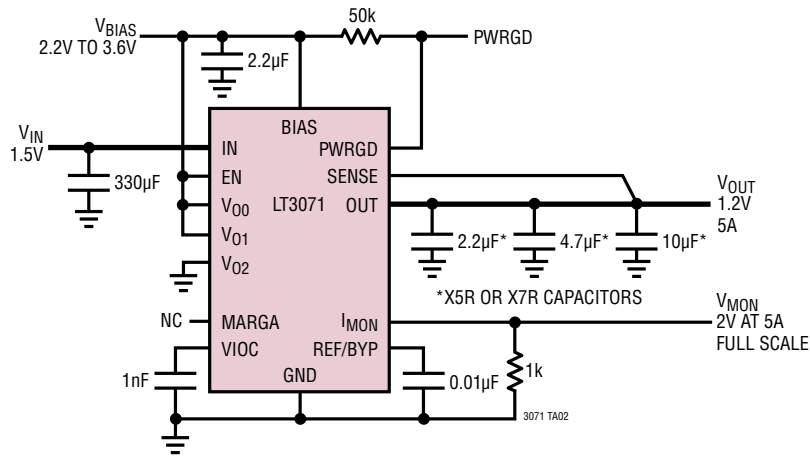 50k
VBIAS
2.2V TO 3.6V
PWRGD
2.2µF
BIAS
VIN
1.5V
IN
PWRGD
330µF
EN
SENSE
VOUT
1.2V
5A
VO0
LT3071
OUT
VO1
2.2µF*
4.7µF*
10µF*
VO2
*X5R OR X7R CAPACITORS
NC
MARGA
IMON
VMON
2V AT 5A
FULL SCALE
VIOC
REF/BYP
1nF
GND
0.01µF
1k
3071 TA02